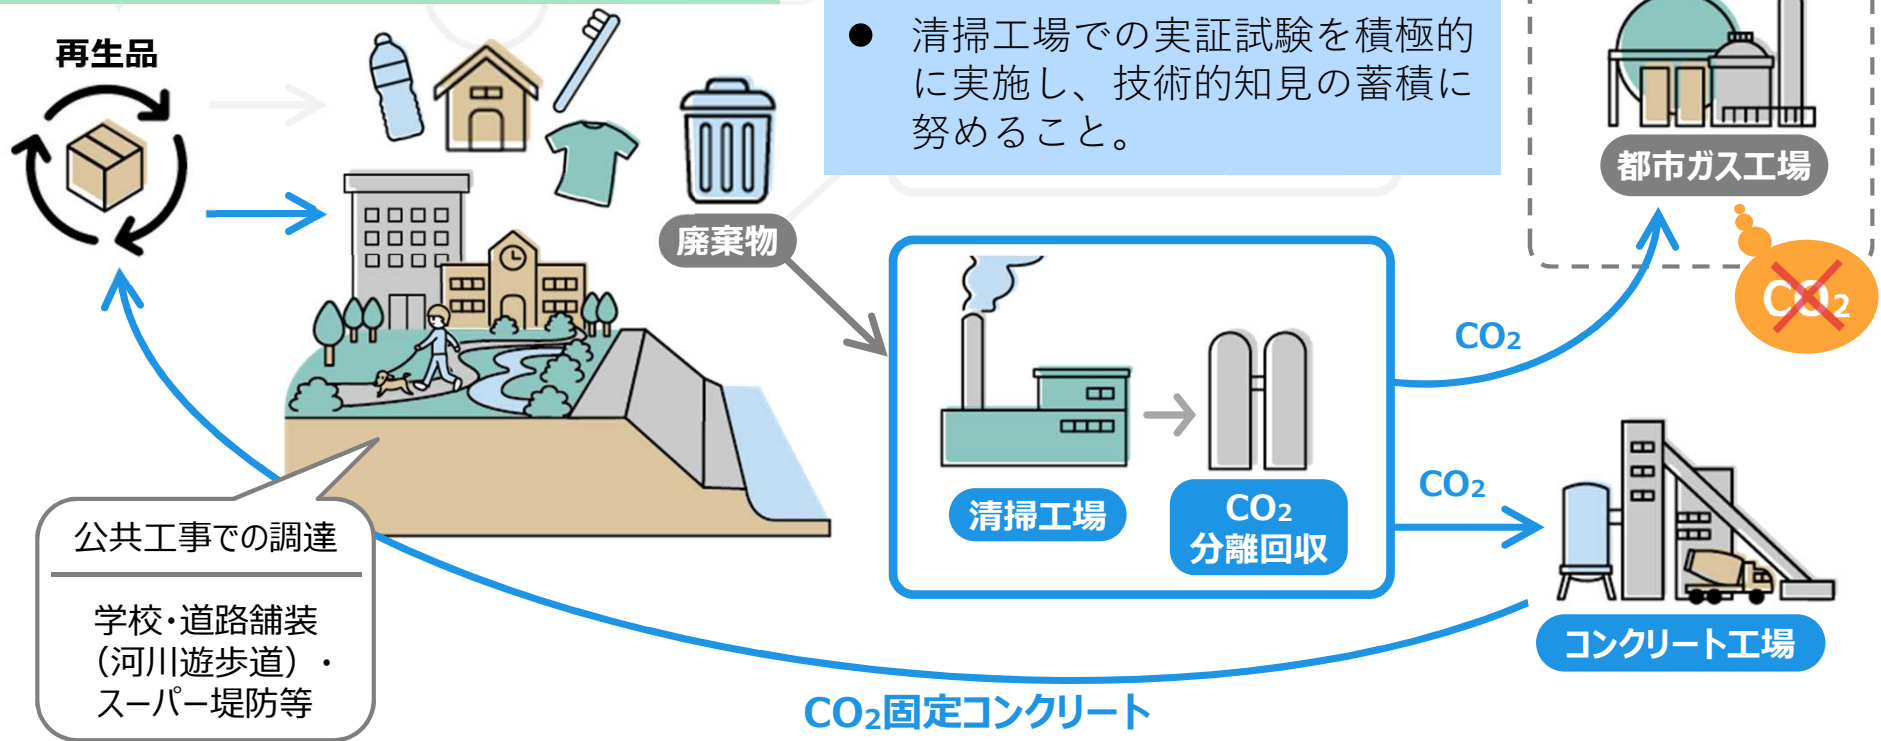 再生品
● 清掃工場での実証試験を積極的
に実施し、技術的知見の蓄積に
努めること。
都市ガス工場
廃棄物
CO₂
CO₂
CO₂
清掃工場
CO₂
分離回収
公共工事での調達
学校・道路舗装
(河川遊歩道)・
スーパー堤防等
コンクリート工場
CO₂固定コンクリート